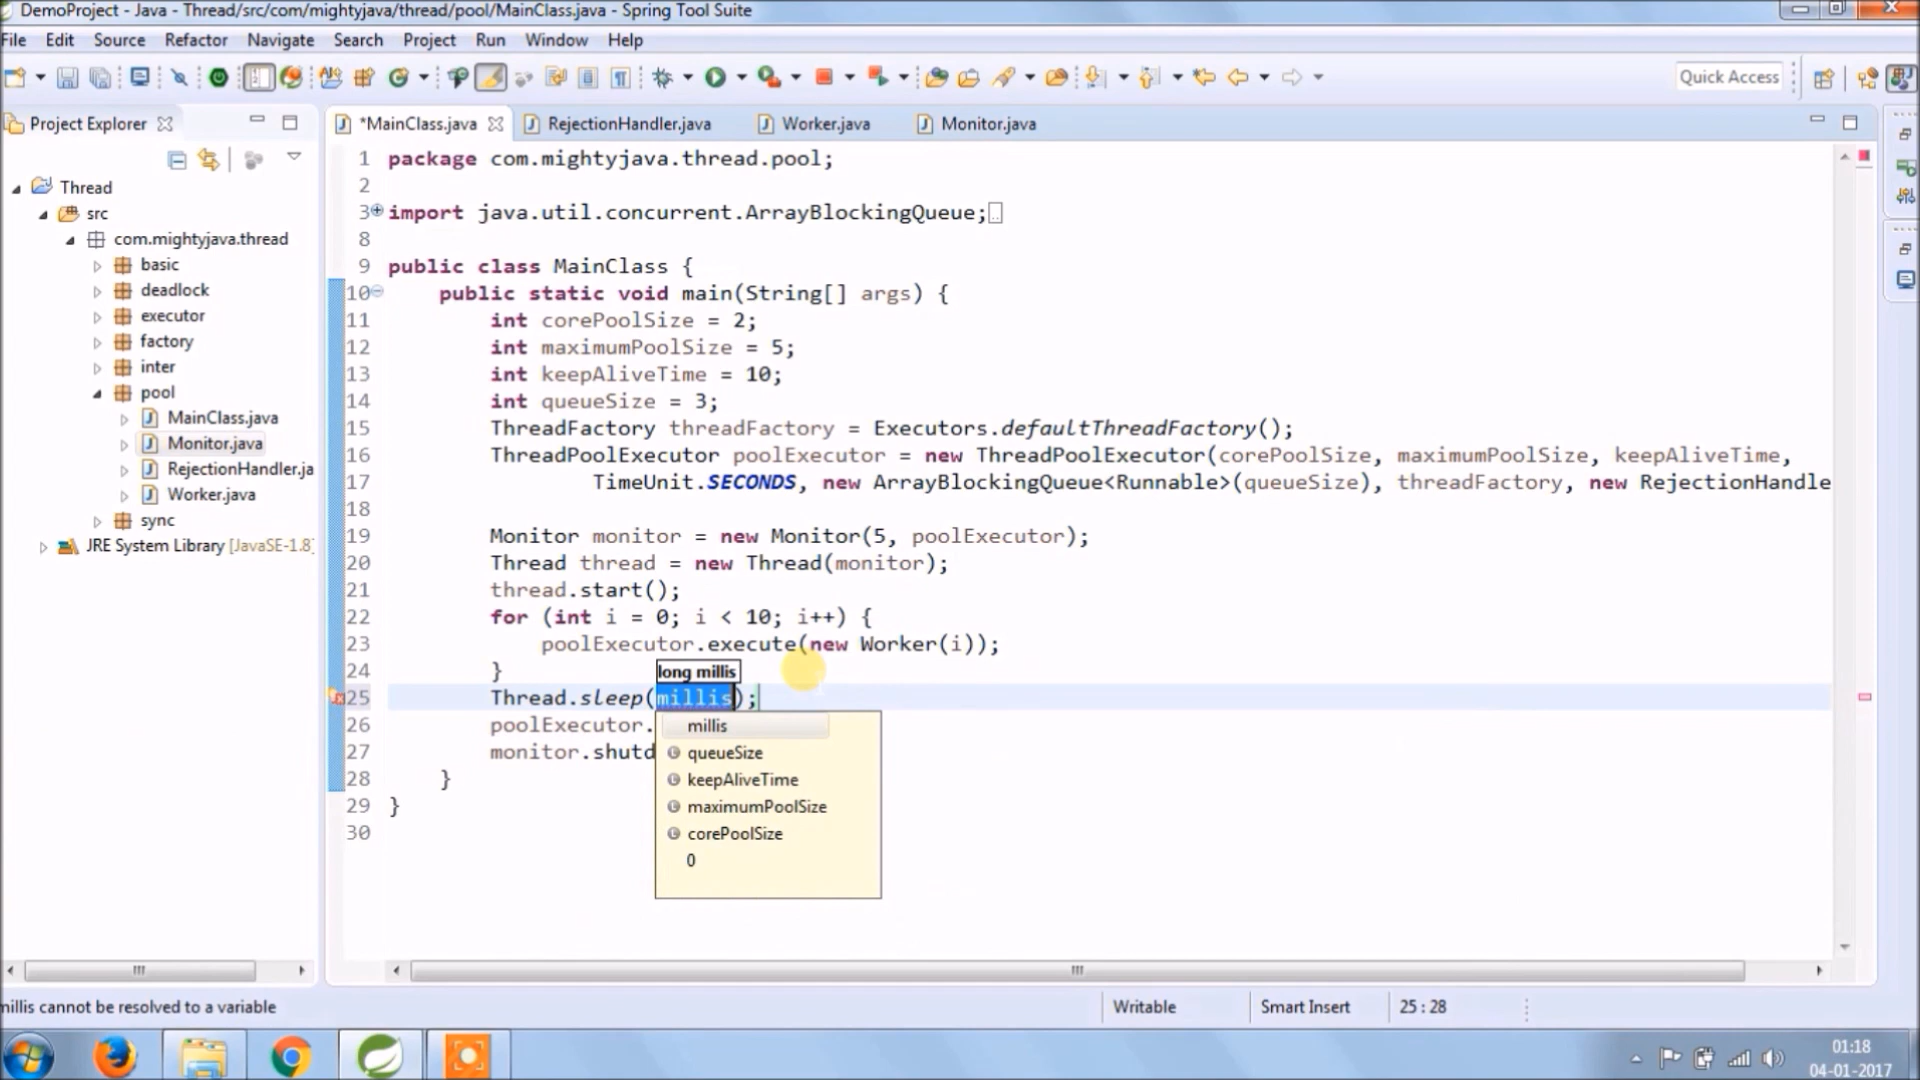 DemoProject - Java - Thread/src/com/mightyjava/thread/pool/MainClass.java - Spring Tool Suite
File Edit Source Refactor Navigate Search Project Run Window Help
Quick Access
Project Explorer
*MainClass.java RejectionHandler.java Worker.java Monitor.java
Thread
src
com.mightyjava.thread
basic
deadlock
executor
factory
inter
pool
MainClass.java
Monitor.java
RejectionHandler.ja
Worker.java
sync
JRE System Library [JavaSE-1.8]
1 package com.mightyjava.thread.pool;
2
3 import java.util.concurrent.ArrayBlockingQueue;
8
9 public class MainClass {
10 public static void main(String[] args) {
11 int corePoolSize = 2;
12 int maximumPoolSize = 5;
13 int keepAliveTime = 10;
14 int queueSize = 3;
15 ThreadFactory threadFactory = Executors.defaultThreadFactory();
16 ThreadPoolExecutor poolExecutor = new ThreadPoolExecutor(corePoolSize, maximumPoolSize, keepAliveTime,
17 TimeUnit.SECONDS, new ArrayBlockingQueue<Runnable>(queueSize), threadFactory, new RejectionHandle
18
19 Monitor monitor = new Monitor(5, poolExecutor);
20 Thread thread = new Thread(monitor);
21 thread.start();
22 for (int i = 0; i < 10; i++) {
23 poolExecutor.execute(new Worker(i));
24 }
long millis
25 Thread.sleep(millis);
26 poolExecutor.
27 monitor.shutd
28 }
29 }
30
millis
queueSize
keepAliveTime
maximumPoolSize
corePoolSize
0
millis cannot be resolved to a variable
Writable Smart Insert 25 : 28
01:18
04-01-2017